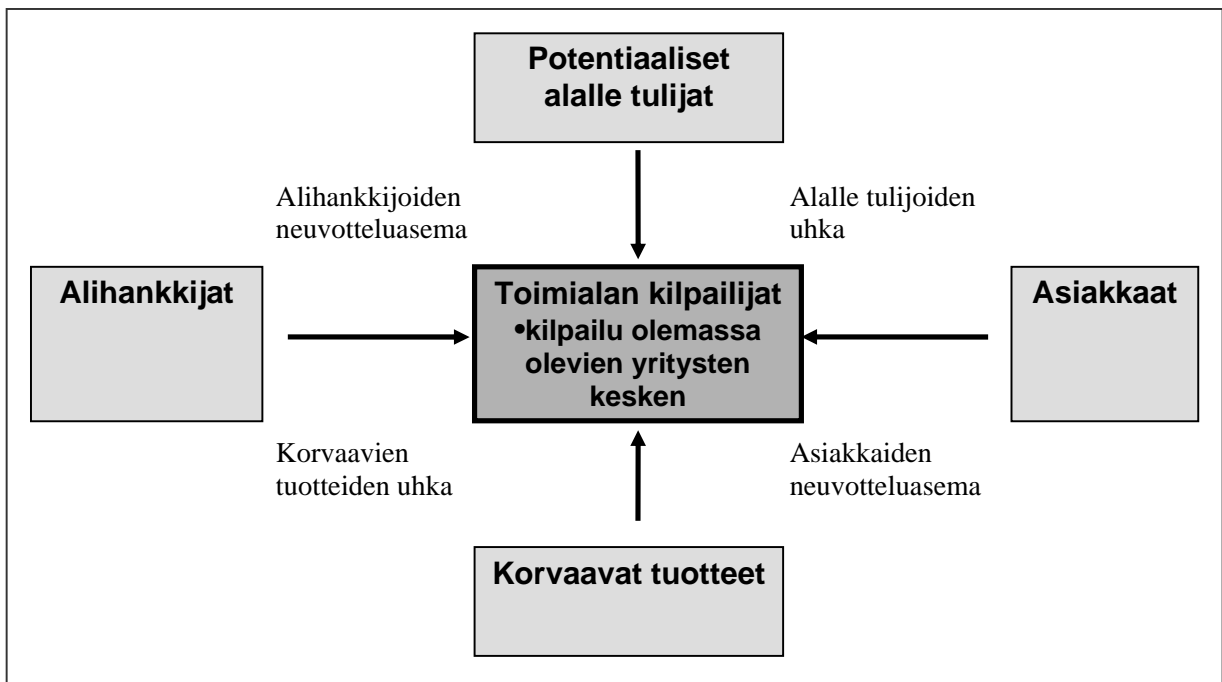 Potentiaaliset
alalle tulijat
Alihankkijoiden
neuvotteluasema
Alalle tulijoiden
uhka
Alihankkijat
Toimialan kilpailijat
•kilpailu olemassa
olevien yritysten
kesken
Asiakkaat
Korvaavien
tuotteiden uhka
Asiakkaiden
neuvotteluasema
Korvaavat tuotteet